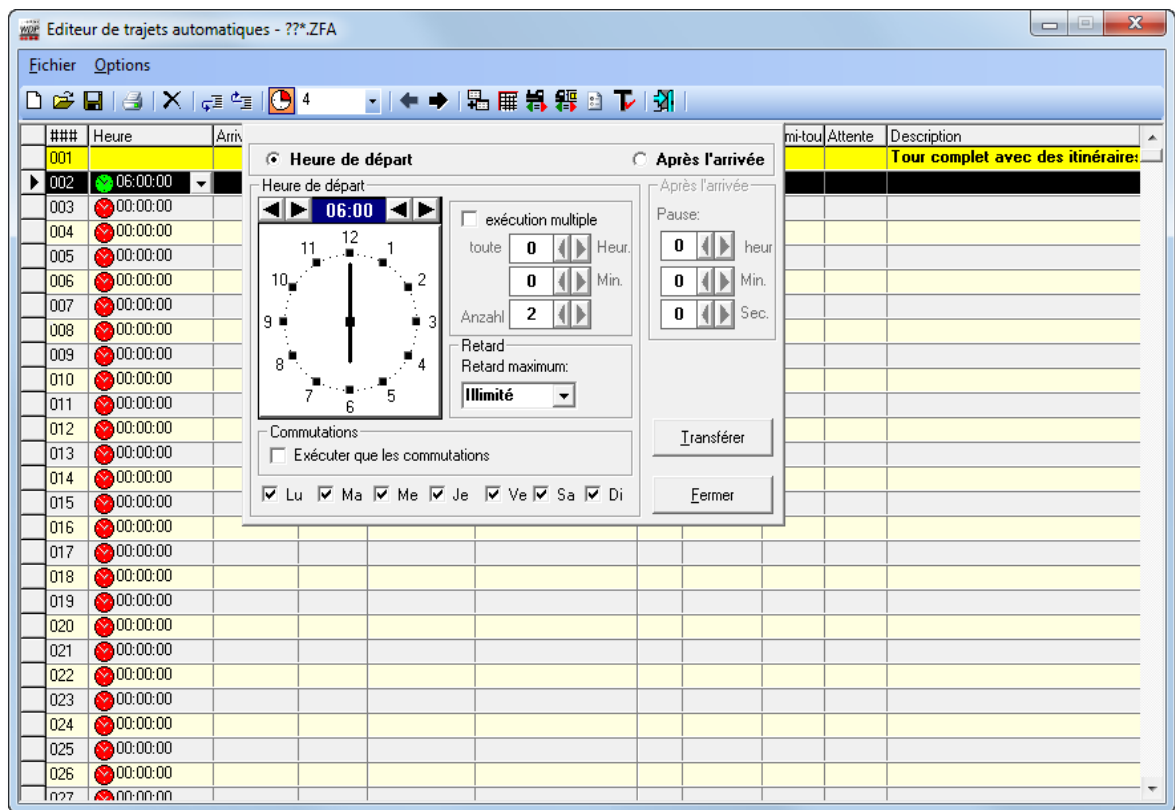 WDP Editeur de trajets automatiques - ??*.ZFA
Fichier Options
4
### Heure Arriv mi-tou Attente Description
001 Tour complet avec des itinéraires
002 06:00:00
003 00:00:00
004 00:00:00
005 00:00:00
006 00:00:00
007 00:00:00
008 00:00:00
009 00:00:00
010 00:00:00
011 00:00:00
012 00:00:00
013 00:00:00
014 00:00:00
015 00:00:00
016 00:00:00
017 00:00:00
018 00:00:00
019 00:00:00
020 00:00:00
021 00:00:00
022 00:00:00
023 00:00:00
024 00:00:00
025 00:00:00
026 00:00:00
027 00:00:00
Heure de départ Après l'arrivée
Heure de départ
06:00
12
11 1
10 2
9 3
8 4
7 5
6
exécution multiple
toute 0 Heur.
0 Min.
Anzahl 2
Retard
Retard maximum:
Illimité
Après l'arrivée
Pause:
0 heur
0 Min.
0 Sec.
Commutations
Exécuter que les commutations
Lu Ma Me Je Ve Sa Di
Transférer
Fermer